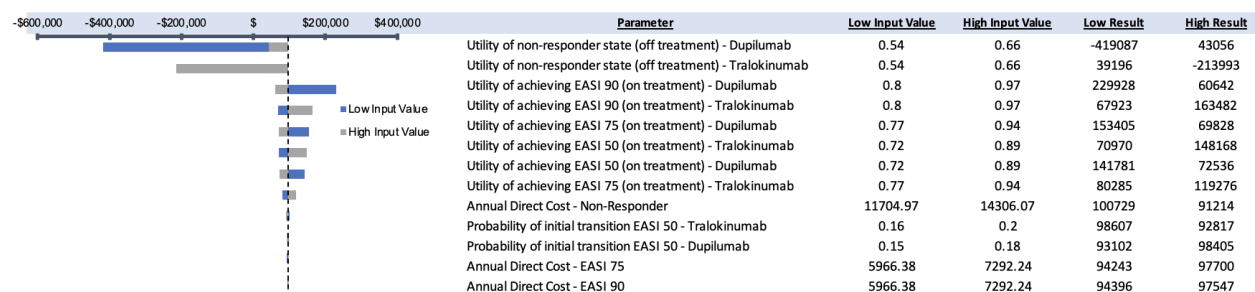 -$600,000 -$400,000 -$200,000 $ $200,000 $400,000 Parameter Low Input Value High Input Value Low Result High Result
Utility of non-responder state (off treatment) - Dupilumab 0.54 0.66 -419087 43056
Utility of non-responder state (off treatment) - Tralokinumab 0.54 0.66 39196 -213993
Utility of achieving EASI 90 (on treatment) - Dupilumab 0.8 0.97 229928 60642
Low Input Value Utility of achieving EASI 90 (on treatment) - Tralokinumab 0.8 0.97 67923 163482
High Input Value Utility of achieving EASI 75 (on treatment) - Dupilumab 0.77 0.94 153405 69828
Utility of achieving EASI 50 (on treatment) - Tralokinumab 0.72 0.89 70970 148168
Utility of achieving EASI 50 (on treatment) - Dupilumab 0.72 0.89 141781 72536
Utility of achieving EASI 75 (on treatment) - Tralokinumab 0.77 0.94 80285 119276
Annual Direct Cost - Non-Responder 11704.97 14306.07 100729 91214
Probability of initial transition EASI 50 - Tralokinumab 0.16 0.2 98607 92817
Probability of initial transition EASI 50 - Dupilumab 0.15 0.18 93102 98405
Annual Direct Cost - EASI 75 5966.38 7292.24 94243 97700
Annual Direct Cost - EASI 90 5966.38 7292.24 94396 97547